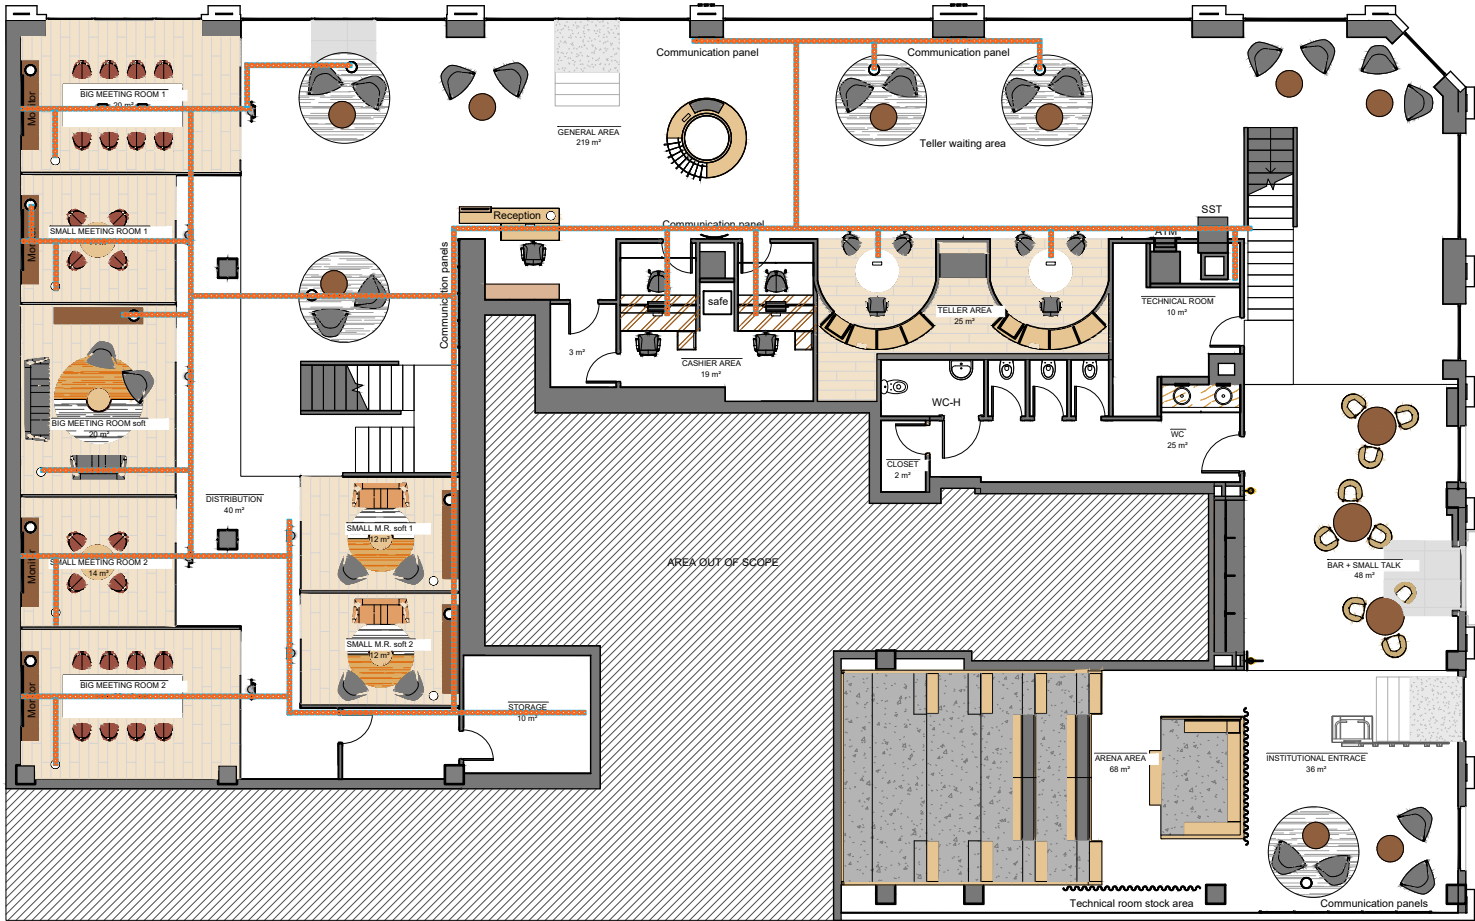 Communication panel
Communication panel
Monitor
BIG MEETING ROOM 1
20 m²
GENERAL AREA
219 m²
Teller waiting area
SMALL MEETING ROOM 1
Reception
Communication panel
SST
ATM
Communication panels
safe
TECHNICAL ROOM
10 m²
TELLER AREA
25 m²
3 m²
CASHIER AREA
19 m²
WC-H
BIG MEETING ROOM soft
20 m²
WC
25 m²
CLOSET
2 m²
DISTRIBUTION
40 m²
SMALL M.R. soft 1
12 m²
Monitor
SMALL MEETING ROOM 2
14 m²
AREA OUT OF SCOPE
BAR + SMALL TALK
48 m²
SMALL M.R. soft 2
12 m²
BIG MEETING ROOM 2
Monitor
STORAGE
10 m²
ARENA AREA
68 m²
INSTITUTIONAL ENTRACE
36 m²
Technical room stock area
Communication panels